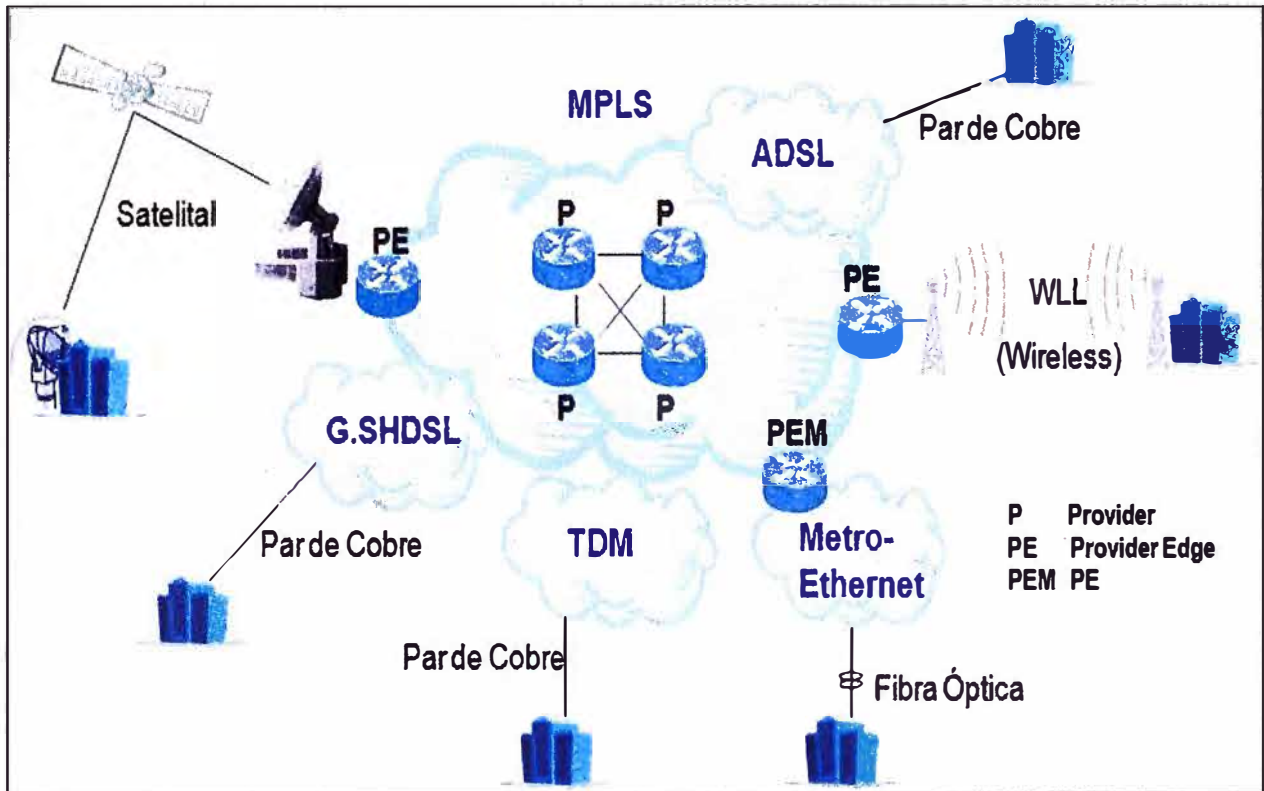 MPLS
ADSL
Par de Cobre
Satelital
PE
P P
PE
WLL
(Wireless)
P P
G.SHDSL
PEM
Par de Cobre
TDM
Metro-
Ethernet
P Provider
PE Provider Edge
PEM PE
Par de Cobre
Fibra Óptica